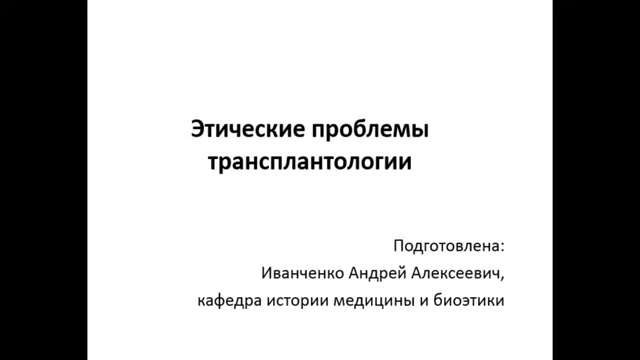 Этические проблемы
трансплантологии
Подготовлена:
Иванченко Андрей Алексеевич,
кафедра истории медицины и биоэтики